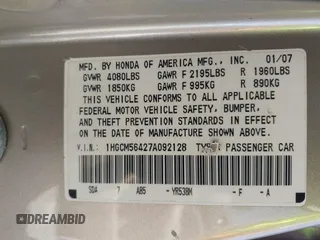 MFD. BY HONDA OF AMERICA MFG., INC. 01/07
GVWR 4080LBS GAWR F 2195LBS R 1960LBS
GVWR 1850KG GAWR F 995KG R 890KG
THIS VEHICLE CONFORMS TO ALL APPLICABLE
FEDERAL MOTOR VEHICLE SAFETY, BUMPER,
AND THEFT PREVENTION STANDARDS IN EFFECT
ON THE DATE OF MANUFACTURE SHOWN ABOVE.
V.I.N. 1HGCM56427A092128 TYPE PASSENGER CAR
SDA 7 AB5 - YR538M - F - A
DREAMBID